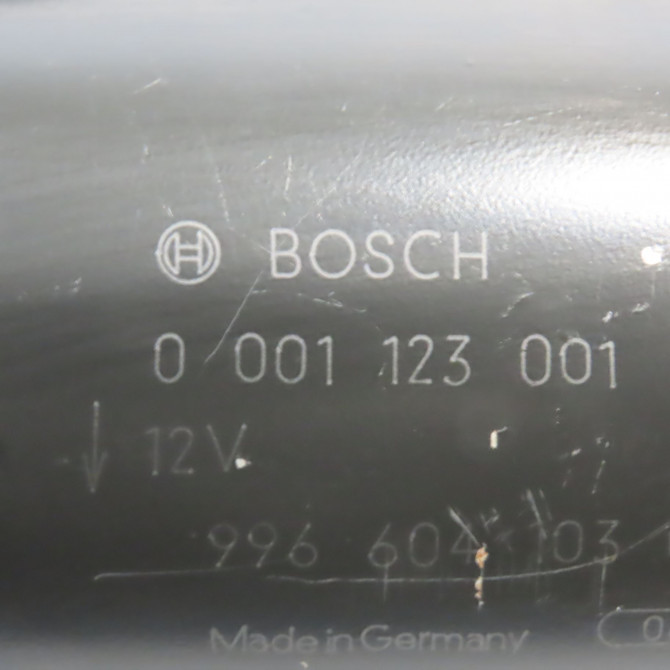 BOSCH
0 001 123 001
12V
996 604 103
Made in Germany